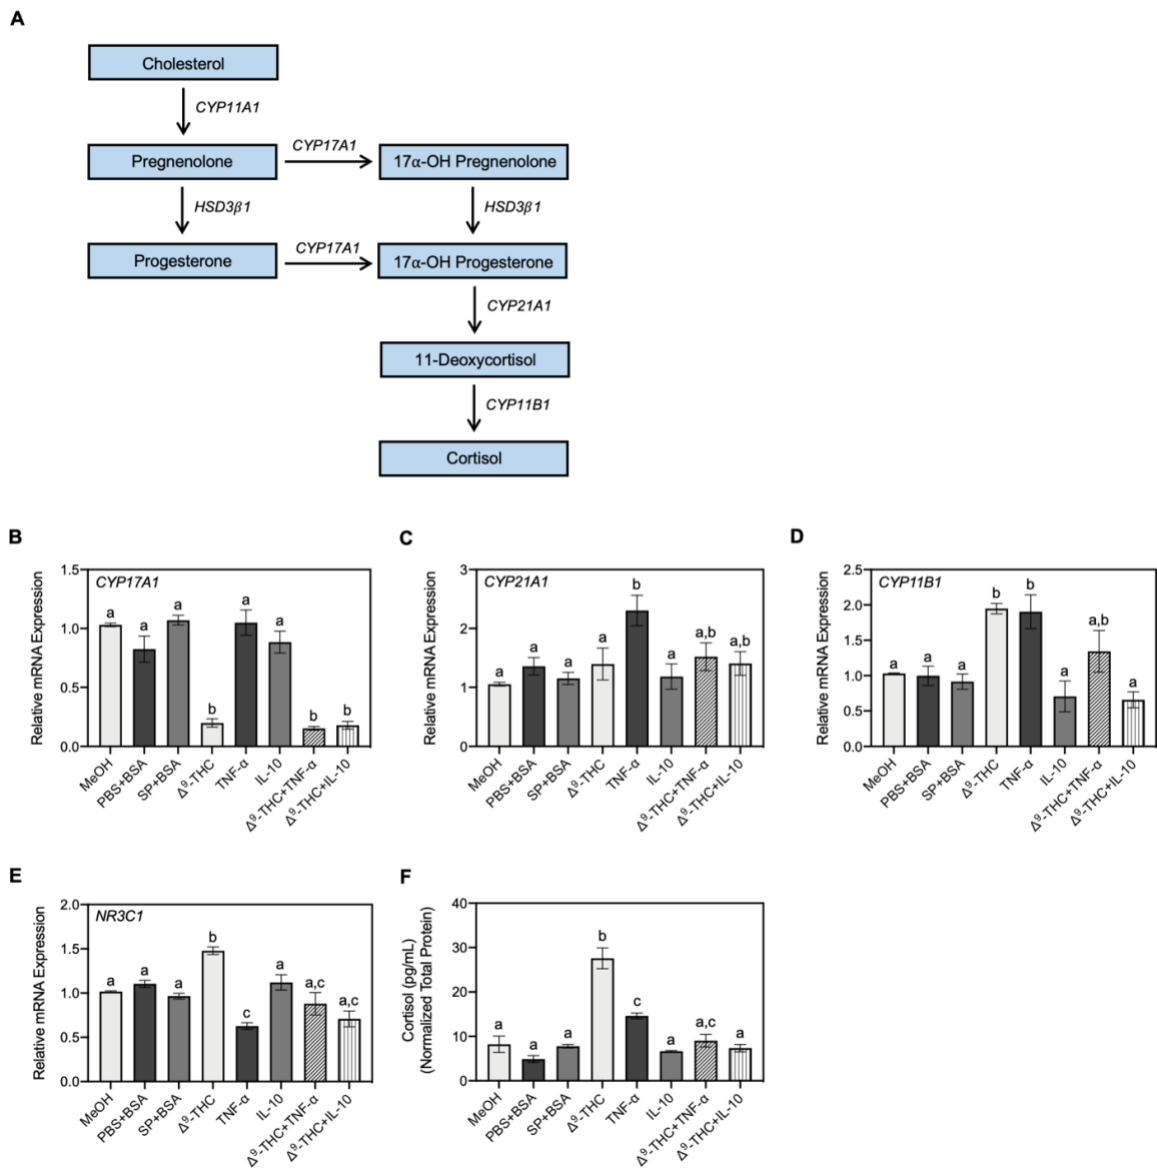 A
Cholesterol
CYP11A1
Pregnenolone
CYP17A1
17α-OH Pregnenolone
HSD3β1
HSD3β1
Progesterone
CYP17A1
17α-OH Progesterone
CYP21A1
11-Deoxycortisol
CYP11B1
Cortisol
B
CYP17A1
Relative mRNA Expression
1.5
1.0
0.5
0.0
a
a
a
b
a
a
b
b
MeOH
PBS+BSA
SP+BSA
Δ⁹-THC
TNF-α
IL-10
Δ⁹-THC+TNF-α
Δ⁹-THC+IL-10
C
CYP21A1
Relative mRNA Expression
3
2
1
0
a
a
a
a
b
a
a,b
a,b
MeOH
PBS+BSA
SP+BSA
Δ⁹-THC
TNF-α
IL-10
Δ⁹-THC+TNF-α
Δ⁹-THC+IL-10
D
CYP11B1
Relative mRNA Expression
2.5
2.0
1.5
1.0
0.5
0.0
a
a
a
b
b
a
a,b
a
MeOH
PBS+BSA
SP+BSA
Δ⁹-THC
TNF-α
IL-10
Δ⁹-THC+TNF-α
Δ⁹-THC+IL-10
E
NR3C1
Relative mRNA Expression
2.0
1.5
1.0
0.5
0.0
a
a
a
b
c
a
a,c
a,c
MeOH
PBS+BSA
SP+BSA
Δ⁹-THC
TNF-α
IL-10
Δ⁹-THC+TNF-α
Δ⁹-THC+IL-10
F
Cortisol (pg/mL)
(Normalized Total Protein)
40
30
20
10
0
a
a
a
b
c
a
a,c
a
MeOH
PBS+BSA
SP+BSA
Δ⁹-THC
TNF-α
IL-10
Δ⁹-THC+TNF-α
Δ⁹-THC+IL-10